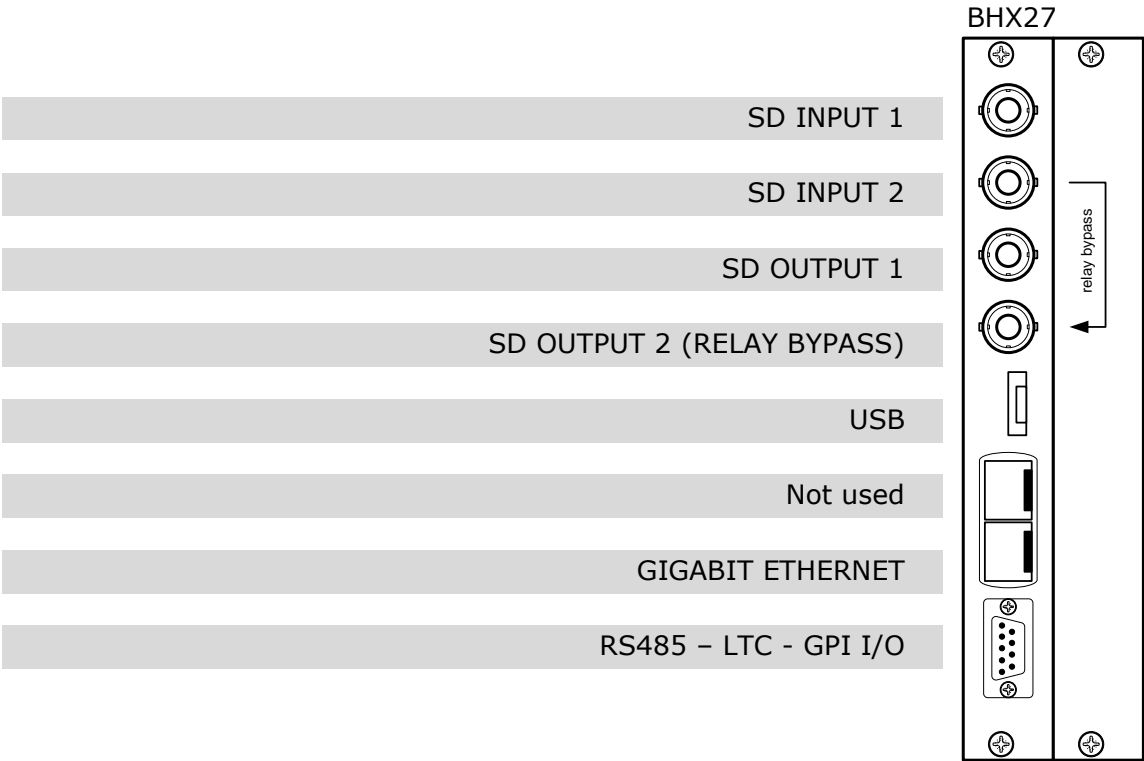 BHX27
SD INPUT 1
SD INPUT 2
relay bypass
SD OUTPUT 1
SD OUTPUT 2 (RELAY BYPASS)
USB
Not used
GIGABIT ETHERNET
RS485 – LTC - GPI I/O